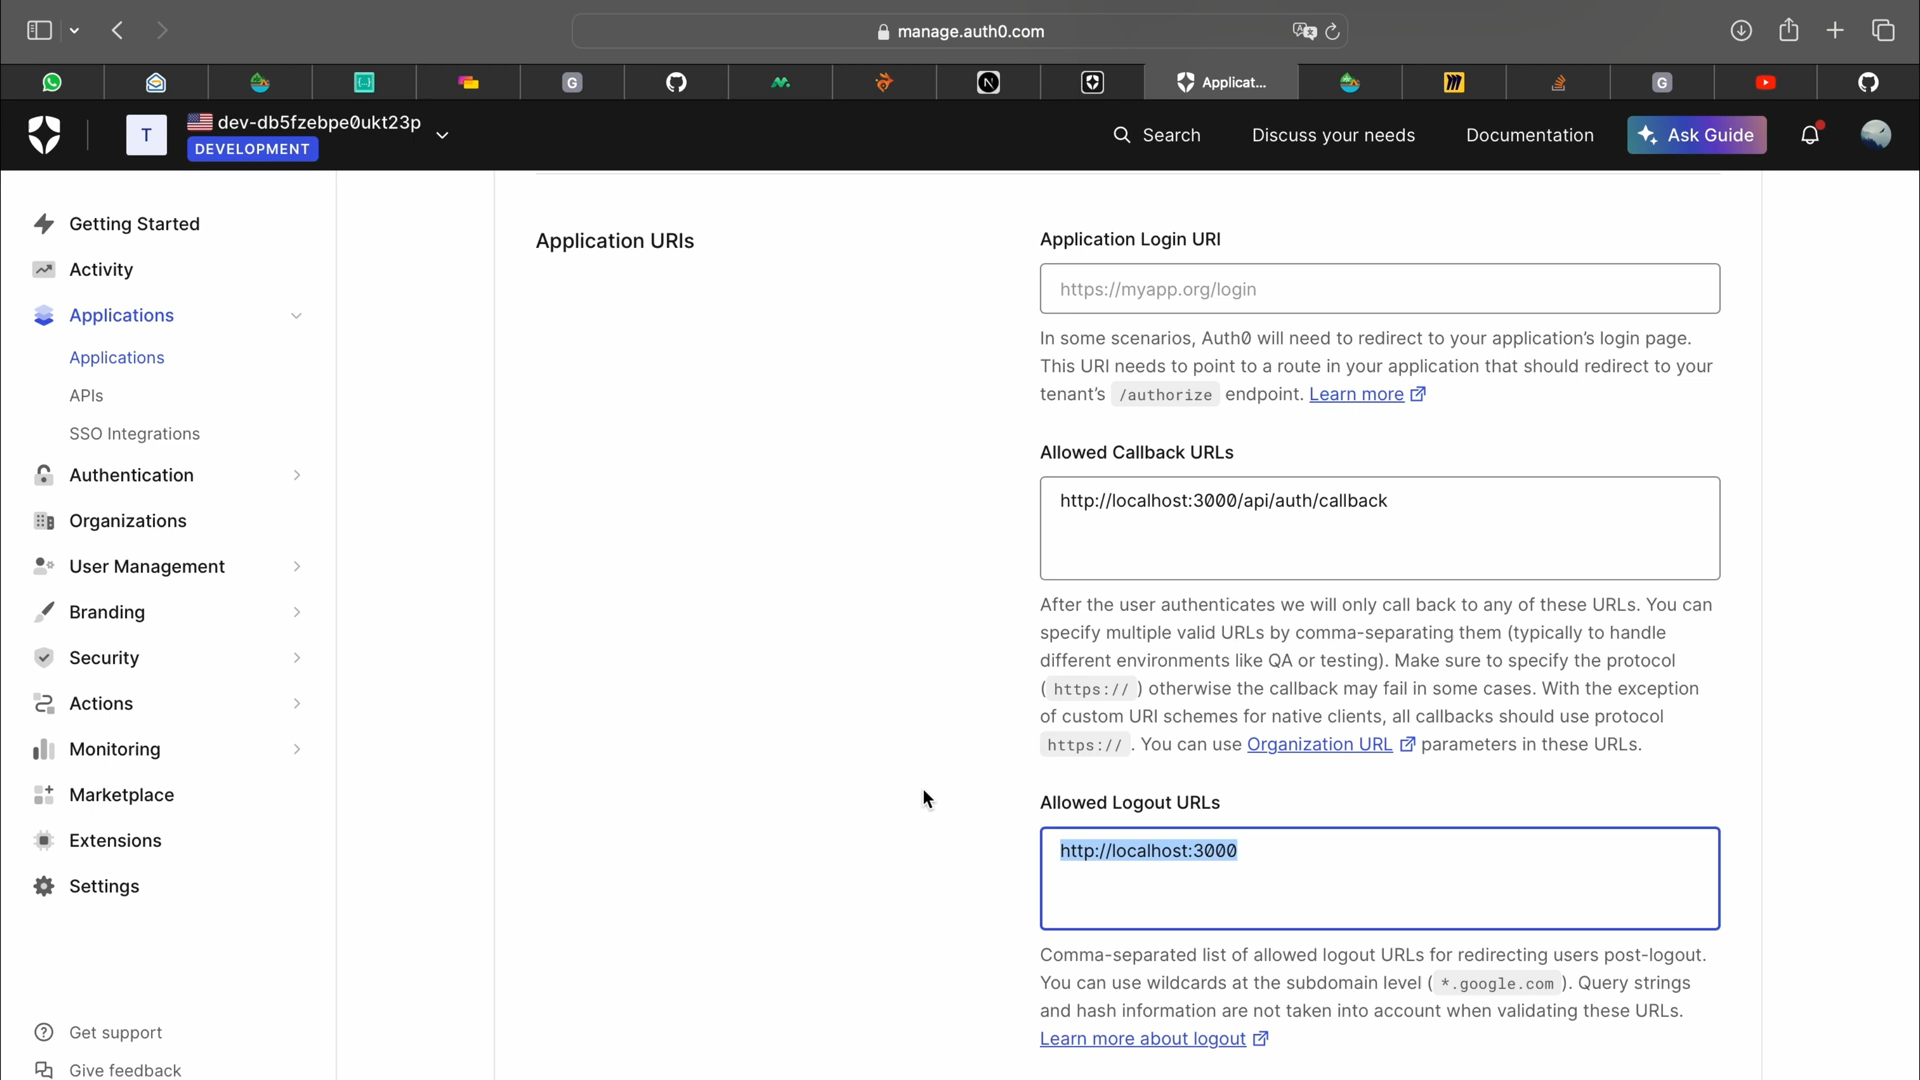 manage.auth0.com
Applicat...
T
dev-db5fzebpe0ukt23p
DEVELOPMENT
Search
Discuss your needs
Documentation
Ask Guide
Getting Started
Activity
Applications
Applications
APIs
SSO Integrations
Authentication
Organizations
User Management
Branding
Security
Actions
Monitoring
Marketplace
Extensions
Settings
Get support
Give feedback
Application URIs
Application Login URI
https://myapp.org/login
In some scenarios, Auth0 will need to redirect to your application’s login page.
This URI needs to point to a route in your application that should redirect to your
tenant’s /authorize endpoint. Learn more
Allowed Callback URLs
http://localhost:3000/api/auth/callback
After the user authenticates we will only call back to any of these URLs. You can
specify multiple valid URLs by comma-separating them (typically to handle
different environments like QA or testing). Make sure to specify the protocol
( https:// ) otherwise the callback may fail in some cases. With the exception
of custom URI schemes for native clients, all callbacks should use protocol
https:// . You can use Organization URL parameters in these URLs.
Allowed Logout URLs
http://localhost:3000
Comma-separated list of allowed logout URLs for redirecting users post-logout.
You can use wildcards at the subdomain level ( *.google.com ). Query strings
and hash information are not taken into account when validating these URLs.
Learn more about logout